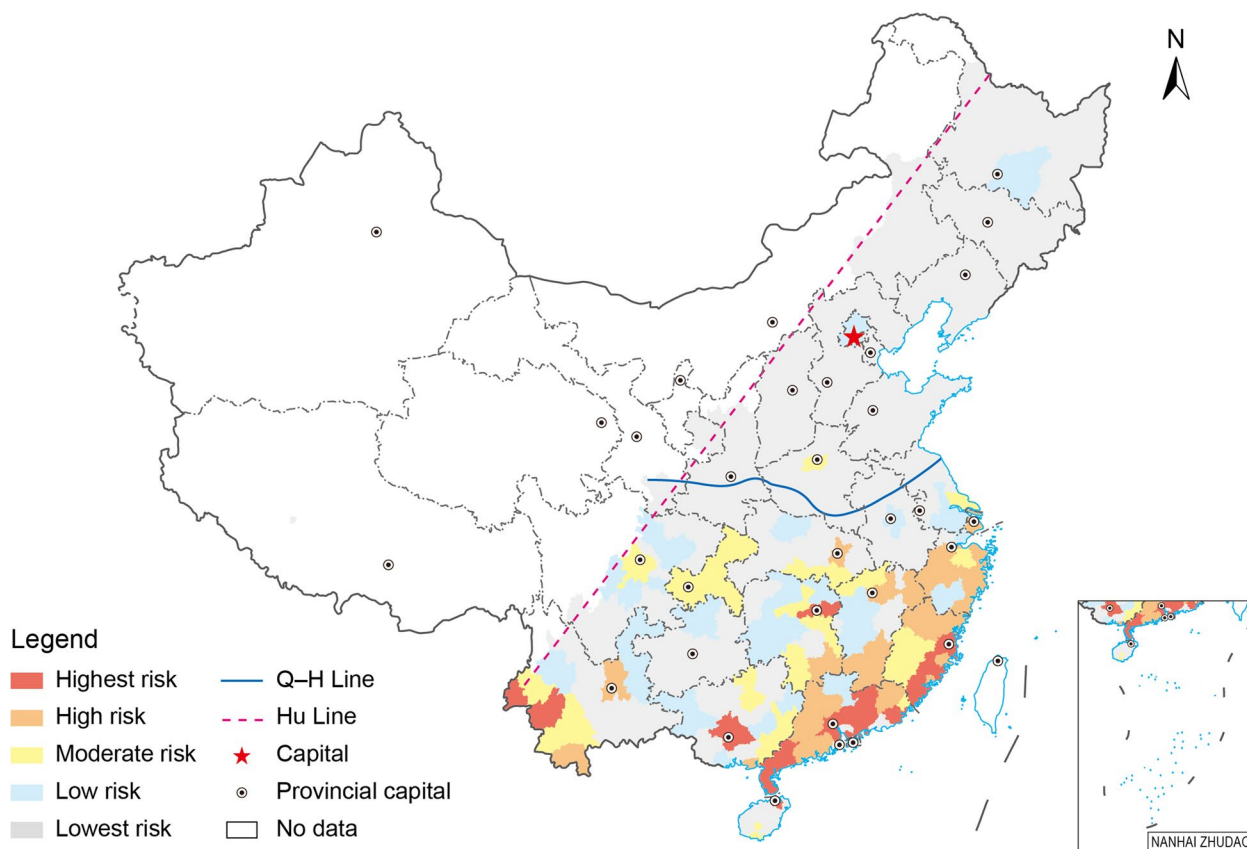 N
Legend
Highest risk
Q–H Line
High risk
Hu Line
Moderate risk
Capital
Low risk
Provincial capital
Lowest risk
No data
NANHAI ZHUDAO